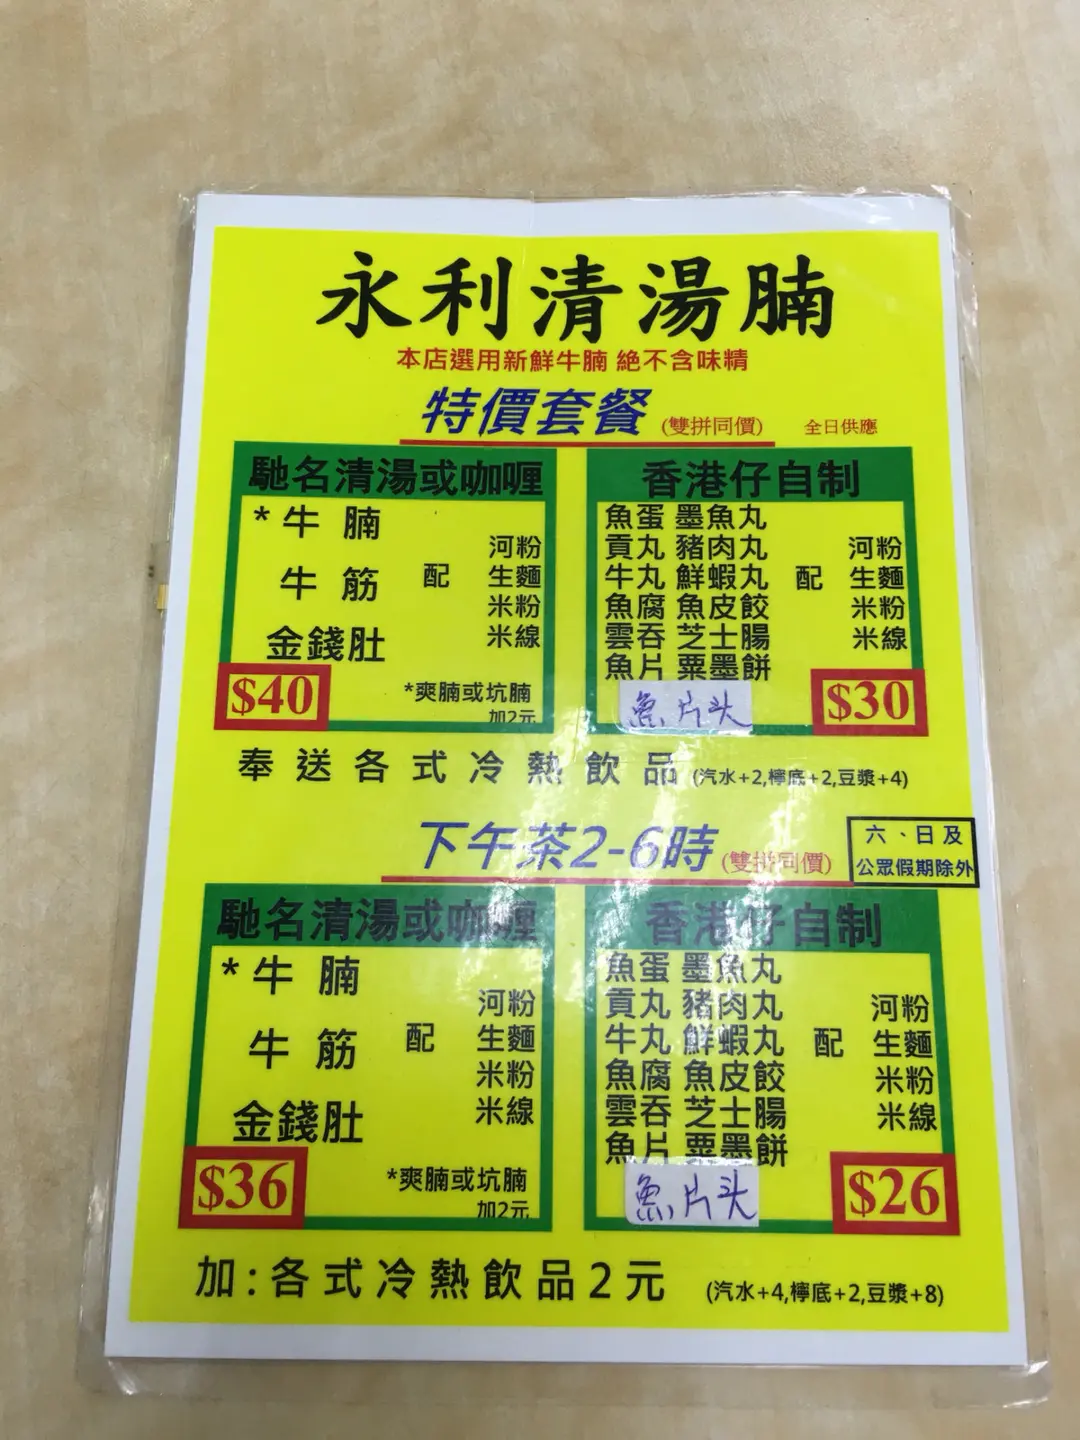 永利清湯腩
本店選用新鮮牛腩 絕不含味精
特價套餐 (雙拼同價) 全日供應
馳名清湯或咖喱
*牛腩
牛筋
金錢肚
配
河粉
生麵
米粉
米線
$40
*爽腩或坑腩
加2元
香港仔自制
魚蛋 墨魚丸
貢丸 豬肉丸
牛丸 鮮蝦丸
魚腐 魚皮餃
雲吞 芝士腸
魚片 粟墨餅
魚片头
配
河粉
生麵
米粉
米線
$30
奉送各式冷熱飲品 (汽水+2,檸底+2,豆漿+4)
下午茶2-6時 (雙拼同價)
六、日及
公眾假期除外
馳名清湯或咖喱
*牛腩
牛筋
金錢肚
配
河粉
生麵
米粉
米線
$36
*爽腩或坑腩
加2元
香港仔自制
魚蛋 墨魚丸
貢丸 豬肉丸
牛丸 鮮蝦丸
魚腐 魚皮餃
雲吞 芝士腸
魚片 粟墨餅
魚片头
配
河粉
生麵
米粉
米線
$26
加:各式冷熱飲品2元 (汽水+4,檸底+2,豆漿+8)